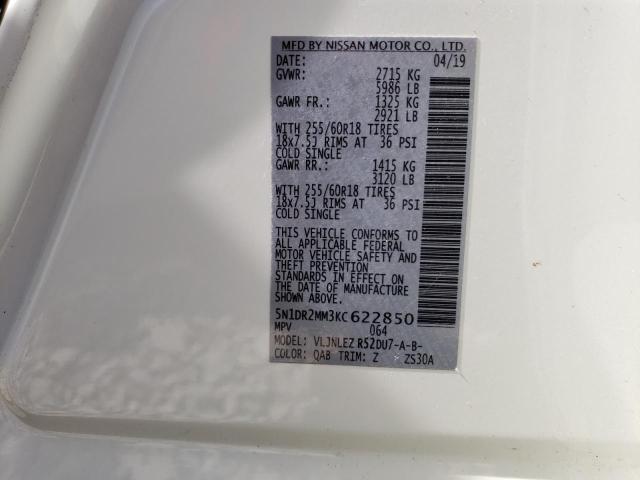 MFD BY NISSAN MOTOR CO., LTD.
DATE: 04/19
GVWR: 2715 KG
5986 LB
GAWR FR.: 1325 KG
2921 LB
WITH 255/60R18 TIRES
18x7.5J RIMS AT 36 PSI
COLD SINGLE
GAWR RR.: 1415 KG
3120 LB
WITH 255/60R18 TIRES
18x7.5J RIMS AT 36 PSI
COLD SINGLE
THIS VEHICLE CONFORMS TO
ALL APPLICABLE FEDERAL
MOTOR VEHICLE SAFETY AND
THEFT PREVENTION
STANDARDS IN EFFECT ON
THE DATE OF MANUFACTURE
SHOWN ABOVE.
5N1DR2MM3KC622850
MPV 064
MODEL: VLJNLEZ R52DU7-A-B-
COLOR: QAB TRIM: Z ZS30A